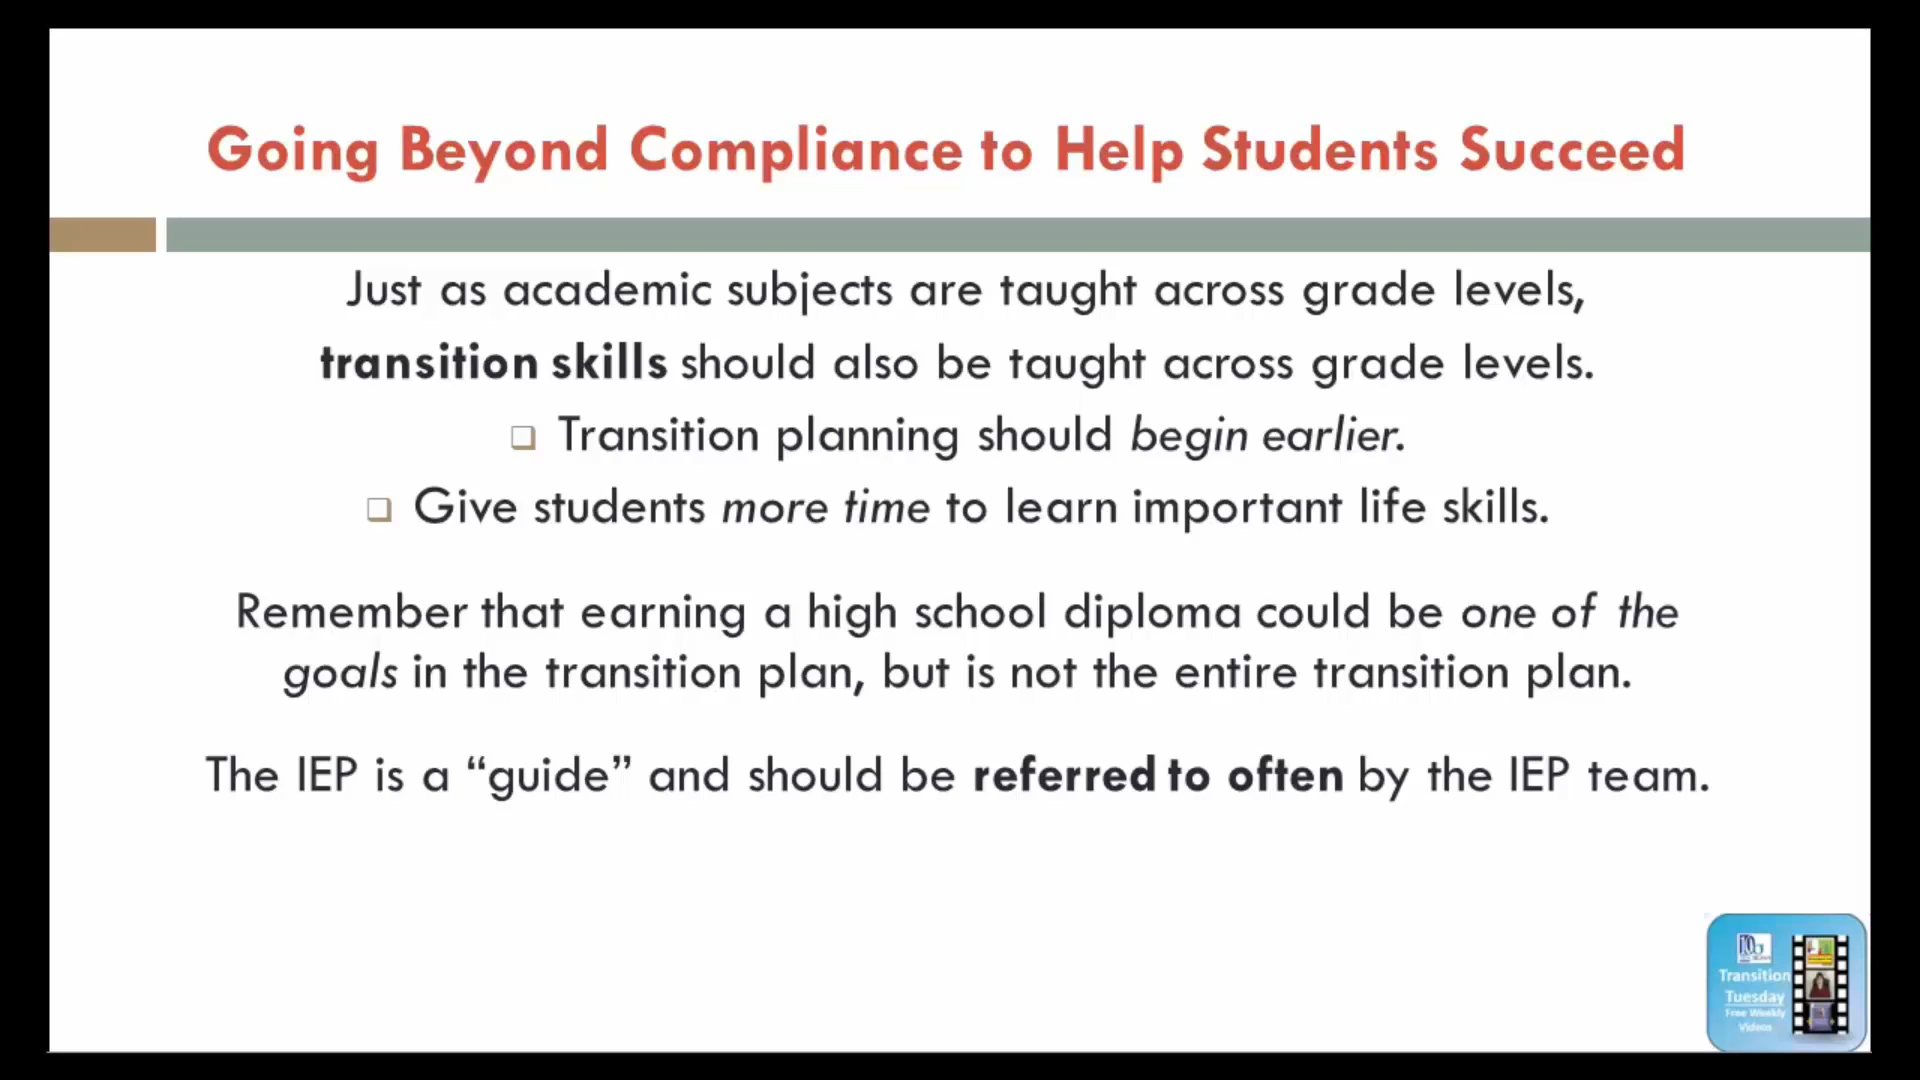 Going Beyond Compliance to Help Students Succeed
Just as academic subjects are taught across grade levels,
transition skills should also be taught across grade levels.
Transition planning should begin earlier.
Give students more time to learn important life skills.
Remember that earning a high school diploma could be one of the
goals in the transition plan, but is not the entire transition plan.
The IEP is a “guide” and should be referred to often by the IEP team.
Transition
Tuesday
Free Weekly
Videos